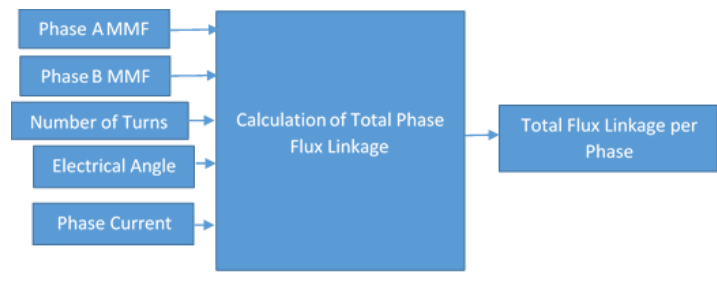 Phase A MMF
Phase B MMF
Number of Turns
Electrical Angle
Phase Current
Calculation of Total Phase
Flux Linkage
Total Flux Linkage per
Phase